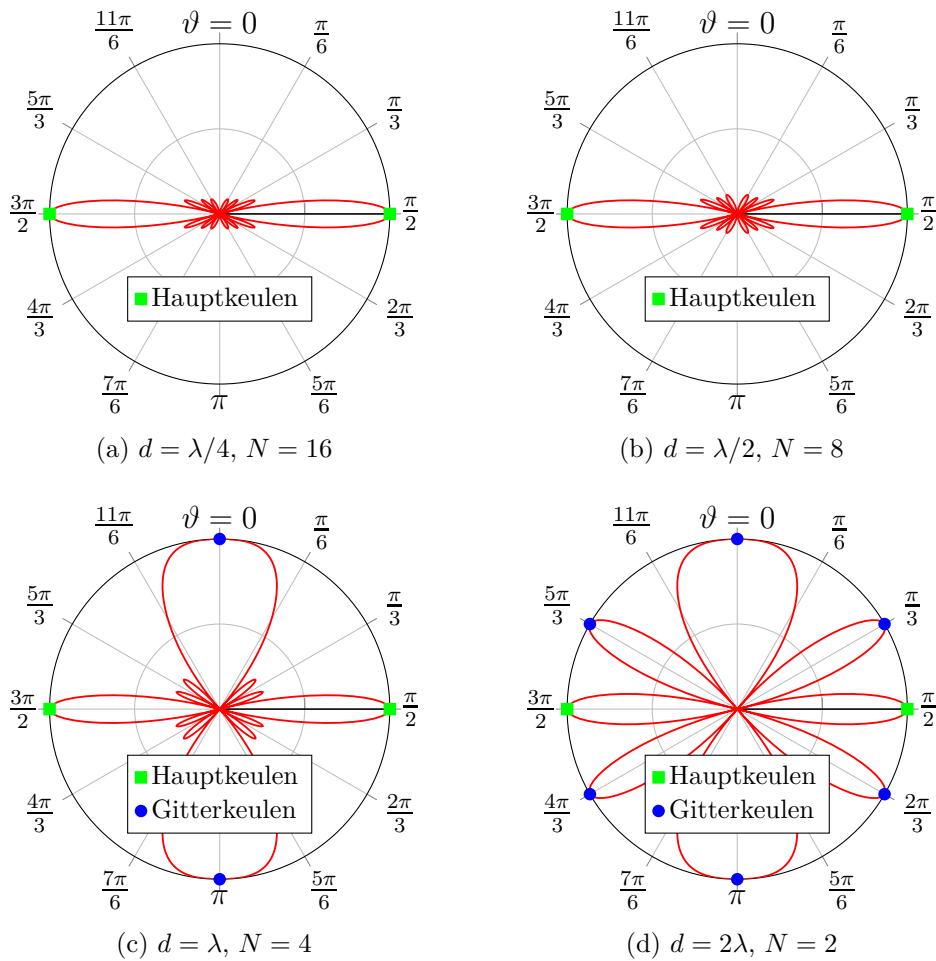 ϑ = 0
11π/6
π/6
5π/3
π/3
3π/2
π/2
4π/3
2π/3
7π/6
5π/6
π
Hauptkeulen
(a) d = λ/4, N = 16
ϑ = 0
11π/6
π/6
5π/3
π/3
3π/2
π/2
4π/3
2π/3
7π/6
5π/6
π
Hauptkeulen
(b) d = λ/2, N = 8
ϑ = 0
11π/6
π/6
5π/3
π/3
3π/2
π/2
4π/3
2π/3
7π/6
5π/6
π
Hauptkeulen
Gitterkeulen
(c) d = λ, N = 4
ϑ = 0
11π/6
π/6
5π/3
π/3
3π/2
π/2
4π/3
2π/3
7π/6
5π/6
π
Hauptkeulen
Gitterkeulen
(d) d = 2λ, N = 2